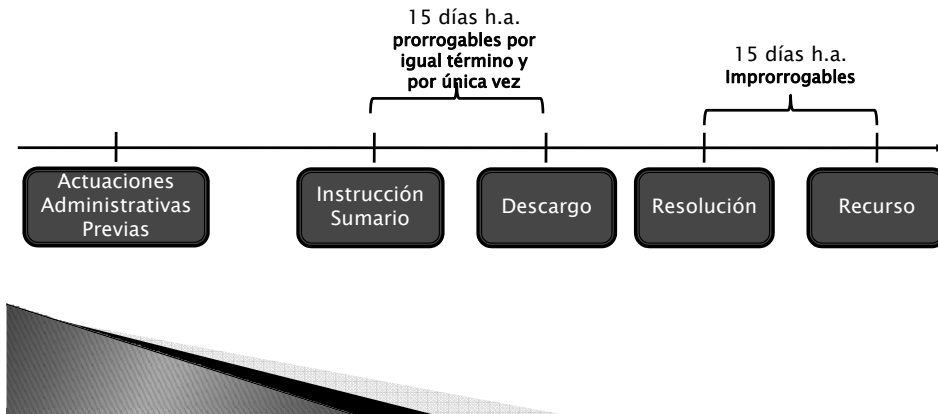 15 días h.a.
prorrogables por
igual término y
por única vez
15 días h.a.
Improrrogables
Actuaciones
Administrativas
Previas
Instrucción
Sumario
Descargo
Resolución
Recurso